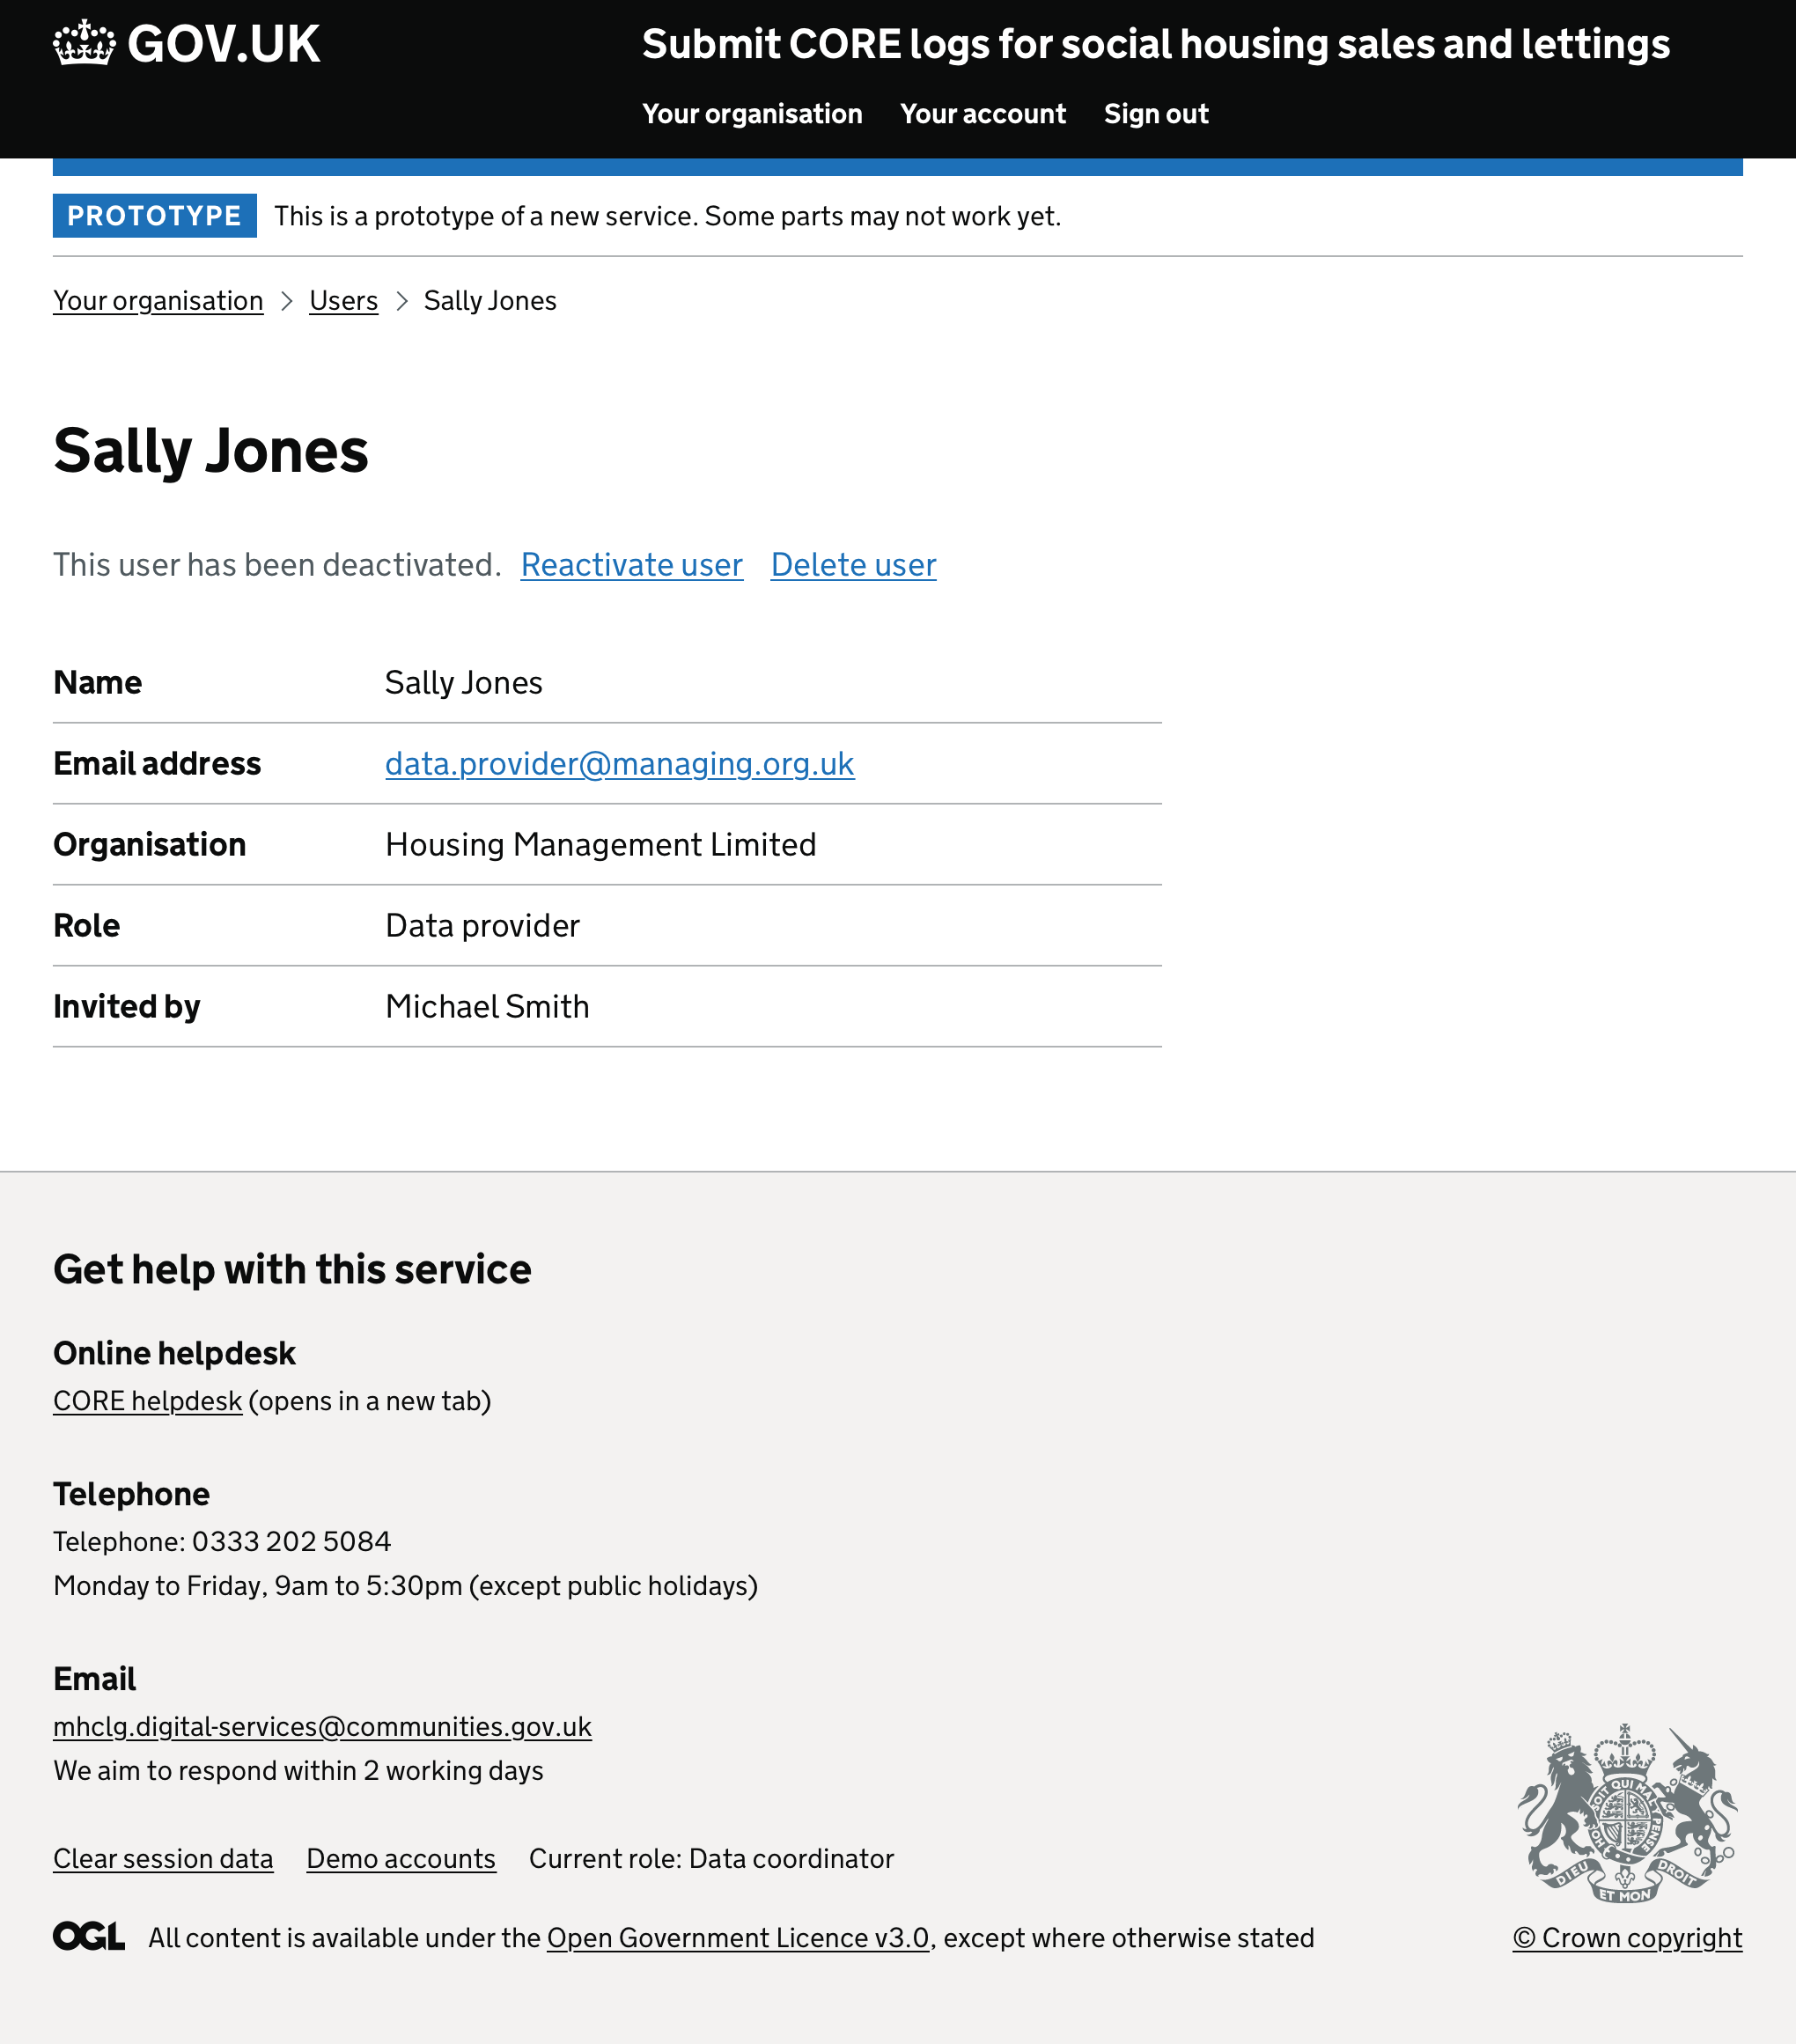 GOV.UK
Submit CORE logs for social housing sales and lettings
Your organisation Your account Sign out
PROTOTYPE This is a prototype of a new service. Some parts may not work yet.
Your organisation > Users > Sally Jones
Sally Jones
This user has been deactivated. Reactivate user Delete user
Name Sally Jones
Email address data.provider@managing.org.uk
Organisation Housing Management Limited
Role Data provider
Invited by Michael Smith
Get help with this service
Online helpdesk
CORE helpdesk (opens in a new tab)
Telephone
Telephone: 0333 202 5084
Monday to Friday, 9am to 5:30pm (except public holidays)
Email
mhclg.digital-services@communities.gov.uk
We aim to respond within 2 working days
Clear session data Demo accounts Current role: Data coordinator
DIEU ET MON DROIT
OGL All content is available under the Open Government Licence v3.0, except where otherwise stated
© Crown copyright